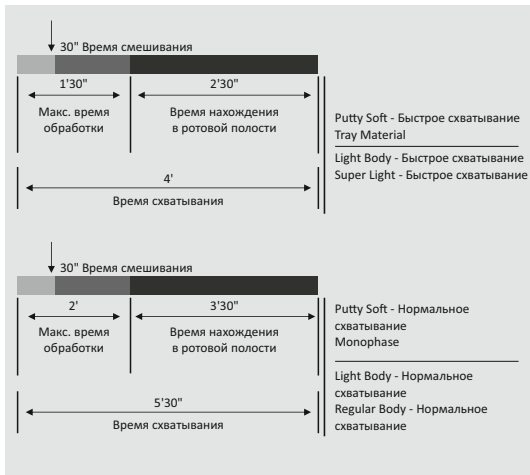 30" Время смешивания
1'30"
2'30"
Макс. время
обработки
Время нахождения
в ротовой полости
4'
Время схватывания
Putty Soft - Быстрое схватывание
Tray Material
Light Body - Быстрое схватывание
Super Light - Быстрое схватывание
30" Время смешивания
2'
3'30"
Макс. время
обработки
Время нахождения
в ротовой полости
5'30"
Время схватывания
Putty Soft - Нормальное
схватывание
Monophase
Light Body - Нормальное
схватывание
Regular Body - Нормальное
схватывание